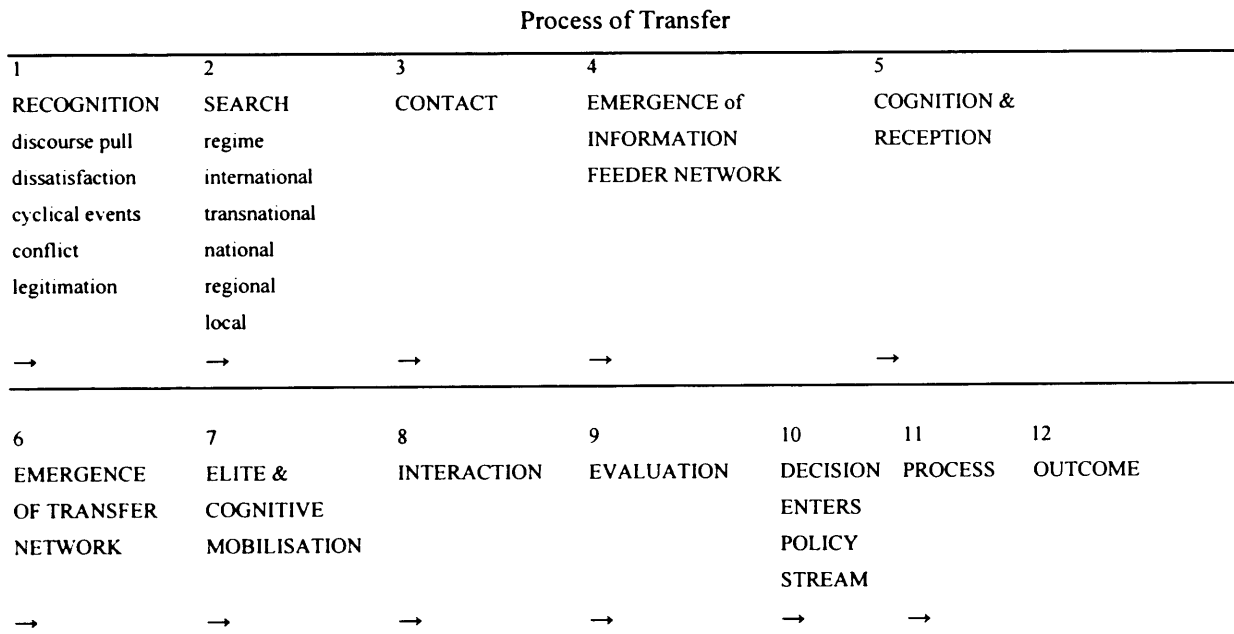 Process of Transfer
1 2 3 4 5
RECOGNITION SEARCH CONTACT EMERGENCE of COGNITION &
discourse pull regime INFORMATION RECEPTION
dissatisfaction international FEEDER NETWORK
cyclical events transnational
conflict national
legitimation regional
local
→ → → → →
6 7 8 9 10 11 12
EMERGENCE ELITE & INTERACTION EVALUATION DECISION PROCESS OUTCOME
OF TRANSFER COGNITIVE ENTERS
NETWORK MOBILISATION POLICY
STREAM
→ → → → → →